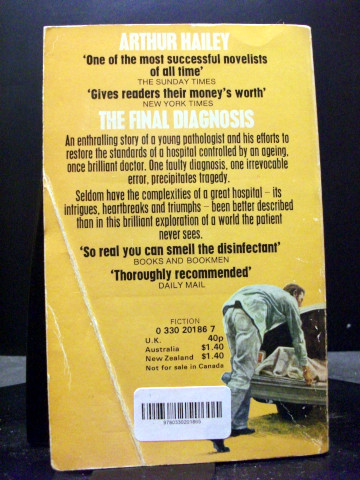 ARTHUR HAILEY
'One of the most successful novelists
of all time'
THE SUNDAY TIMES
'Gives readers their money's worth'
NEW YORK TIMES
THE FINAL DIAGNOSIS
An enthralling story of a young pathologist and his efforts to
restore the standards of a hospital controlled by an ageing,
once brilliant doctor. One faulty diagnosis, one irrevocable
error, precipitates tragedy.
Seldom have the complexities of a great hospital – its
intrigues, heartbreaks and triumphs – been better described
than in this brilliant exploration of a world the patient
never sees.
'So real you can smell the disinfectant'
BOOKS AND BOOKMEN
'Thoroughly recommended'
DAILY MAIL
FICTION
0 330 20186 7
U.K. 40p
Australia $1.40
New Zealand $1.40
Not for sale in Canada